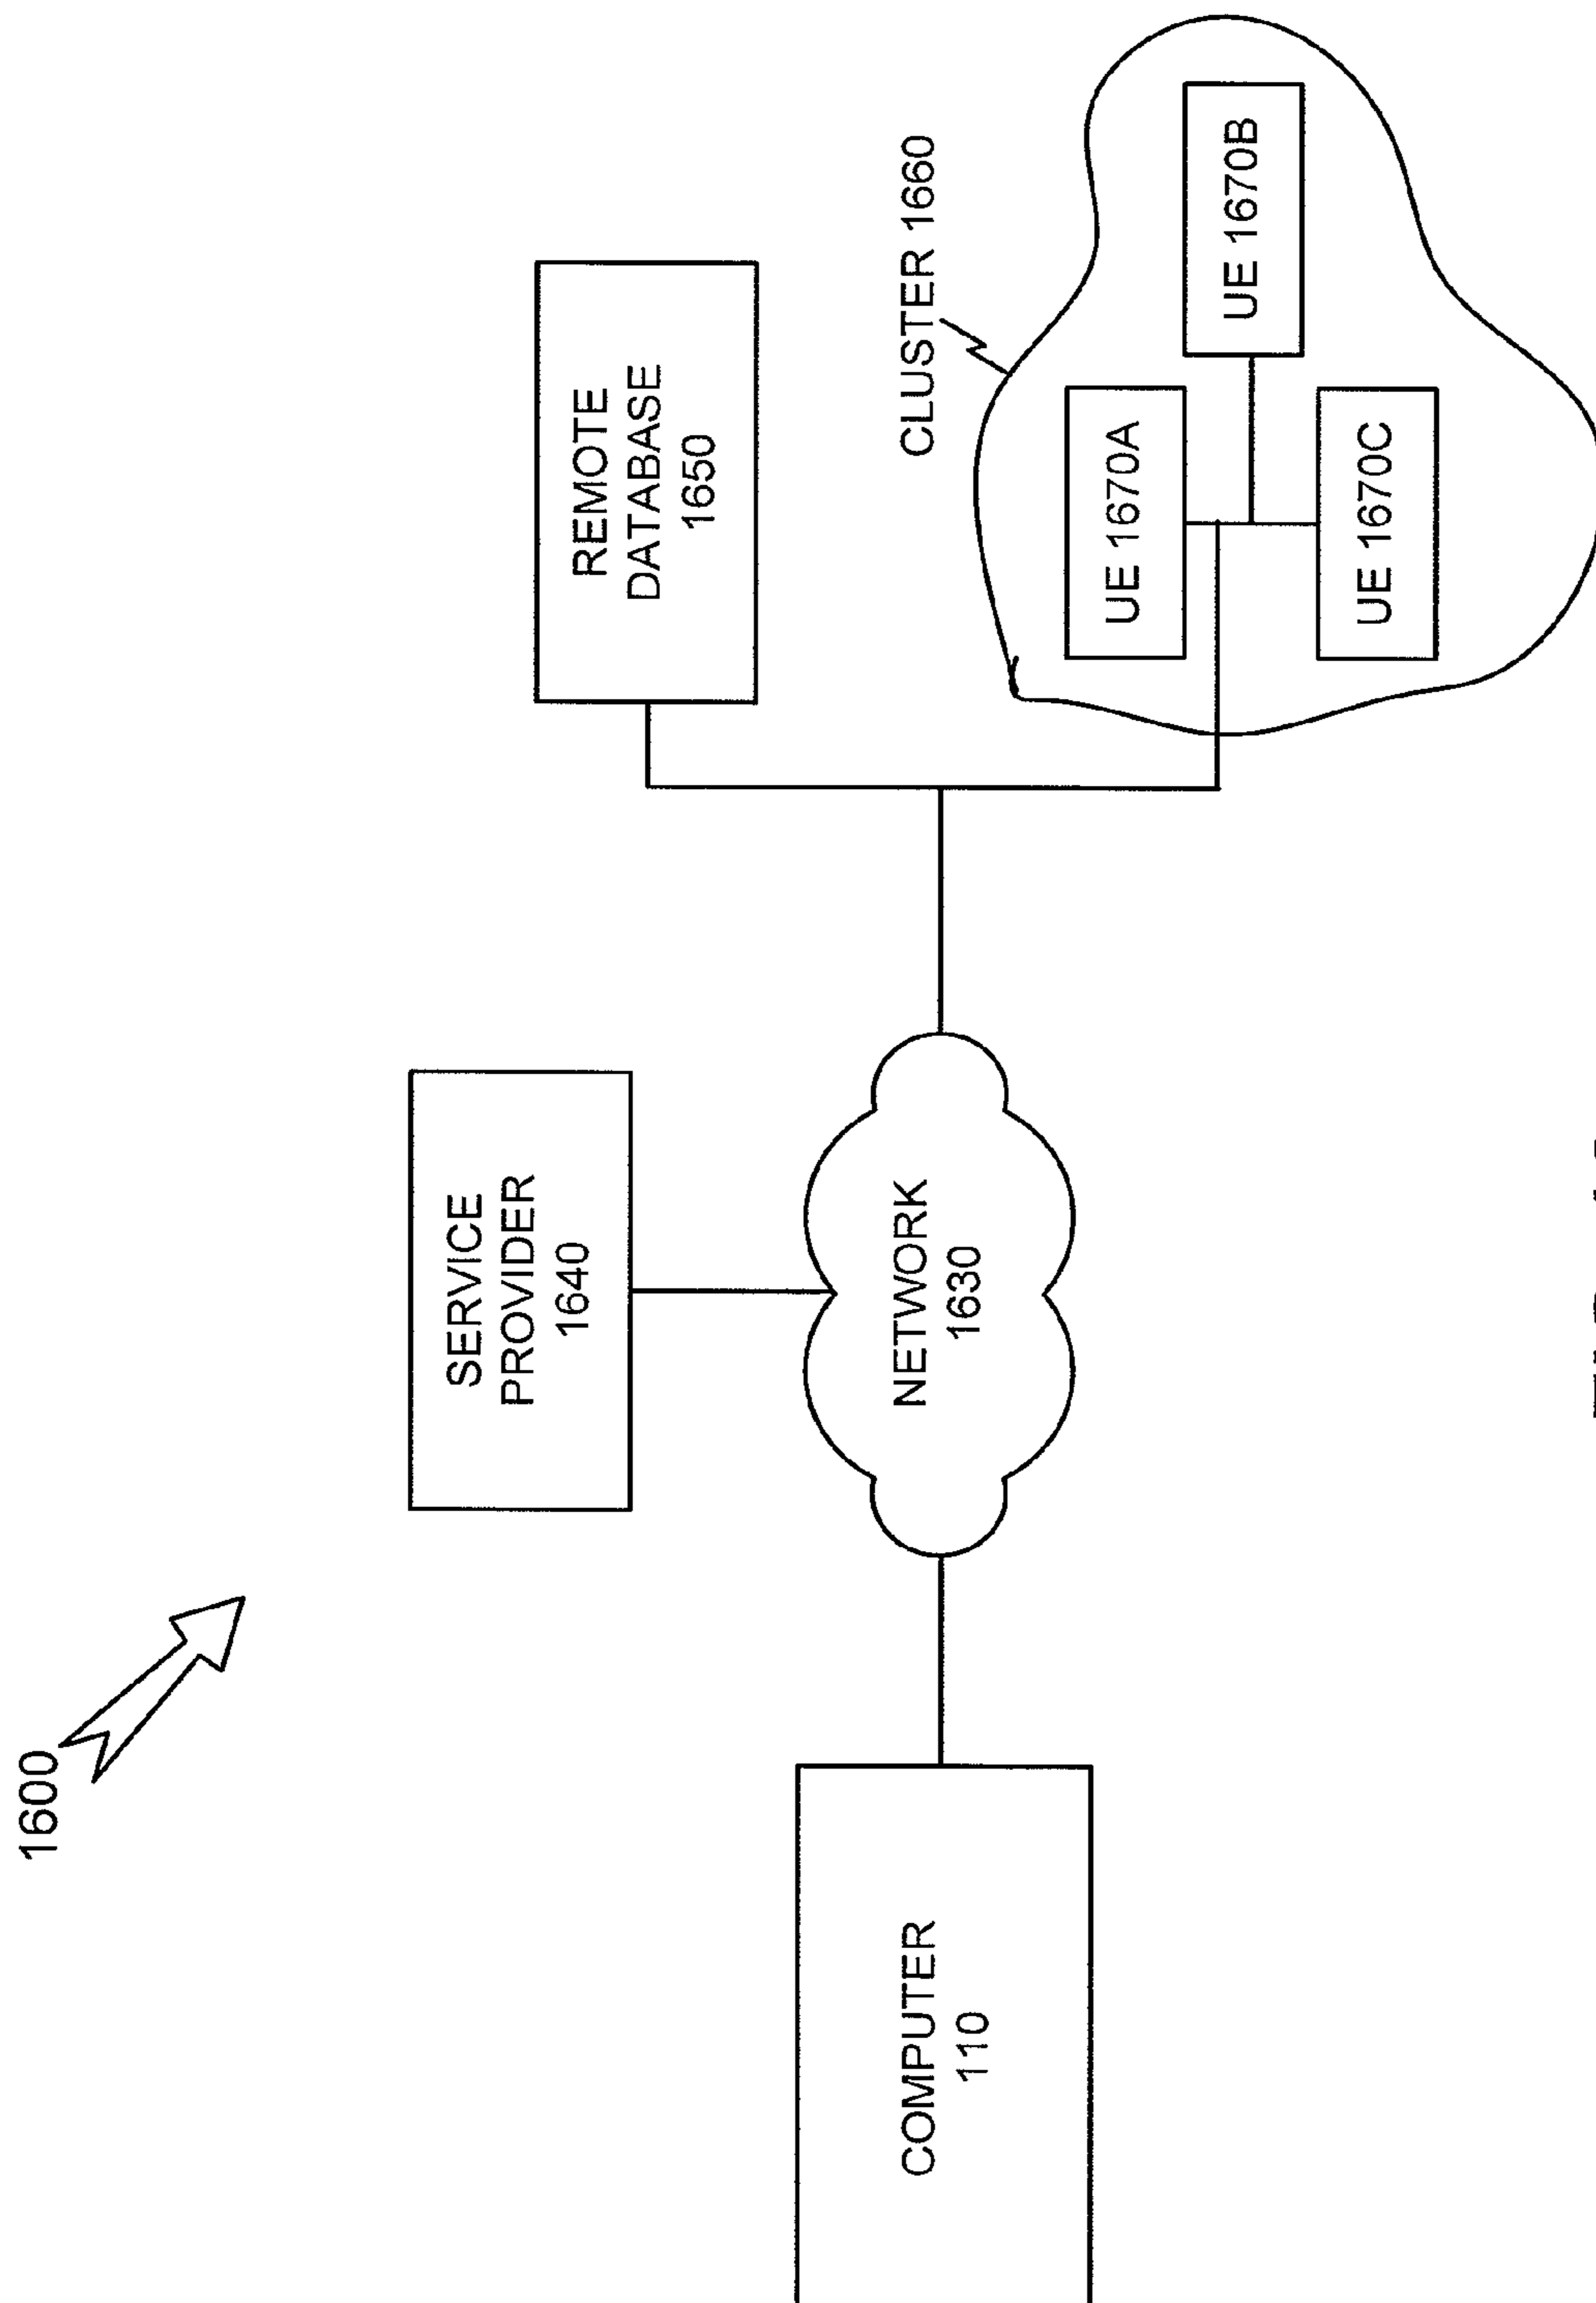 1600
SERVICE
PROVIDER
1640
REMOTE
DATABASE
1650
CLUSTER 1660
COMPUTER
110
NETWORK
1630
UE 1670A
UE 1670B
UE 1670C